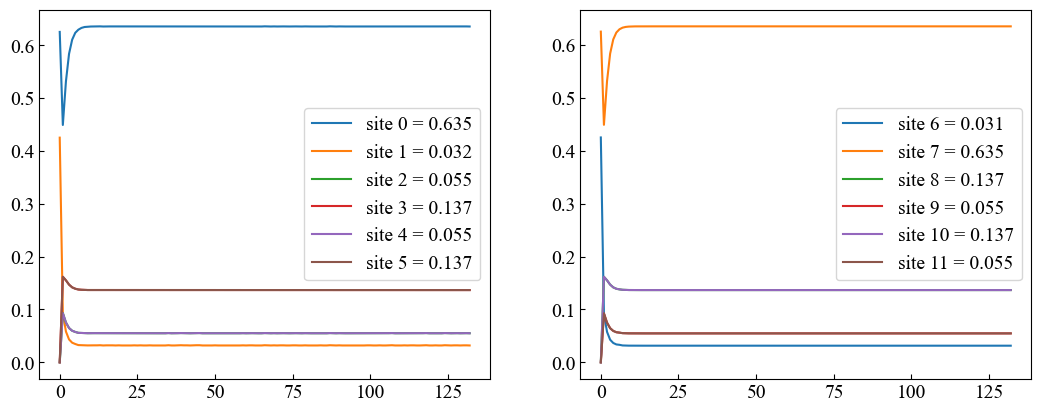 0.6
0.5
0.4
0.3
0.2
0.1
0.0
site 0 = 0.635
site 1 = 0.032
site 2 = 0.055
site 3 = 0.137
site 4 = 0.055
site 5 = 0.137
0 25 50 75 100 125
0.6
0.5
0.4
0.3
0.2
0.1
0.0
site 6 = 0.031
site 7 = 0.635
site 8 = 0.137
site 9 = 0.055
site 10 = 0.137
site 11 = 0.055
0 25 50 75 100 125